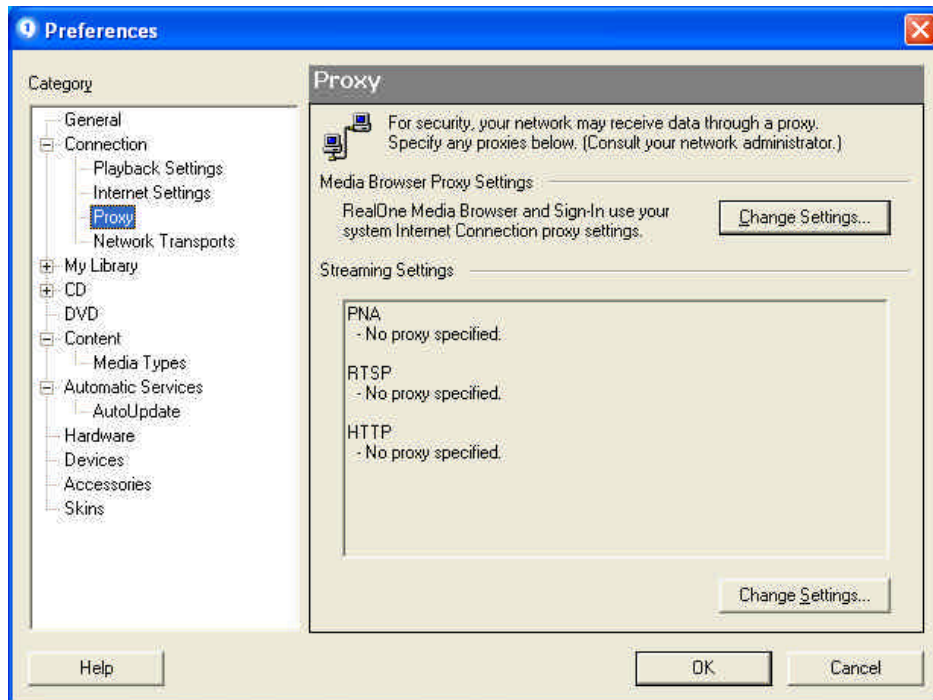 Preferences
Category
General
Connection
Playback Settings
Internet Settings
Proxy
Network Transports
My Library
CD
DVD
Content
Media Types
Automatic Services
AutoUpdate
Hardware
Devices
Accessories
Skins
Proxy
For security, your network may receive data through a proxy.
Specify any proxies below. (Consult your network administrator.)
Media Browser Proxy Settings
RealOne Media Browser and Sign-In use your
system Internet Connection proxy settings.
Change Settings...
Streaming Settings
PNA
- No proxy specified.
RTSP
- No proxy specified.
HTTP
- No proxy specified.
Change Settings...
Help
OK
Cancel